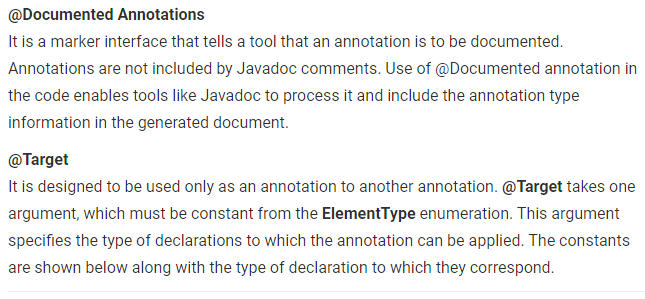 @Documented Annotations
It is a marker interface that tells a tool that an annotation is to be documented.
Annotations are not included by Javadoc comments. Use of @Documented annotation in
the code enables tools like Javadoc to process it and include the annotation type
information in the generated document.
@Target
It is designed to be used only as an annotation to another annotation. @Target takes one
argument, which must be constant from the ElementType enumeration. This argument
specifies the type of declarations to which the annotation can be applied. The constants
are shown below along with the type of declaration to which they correspond.